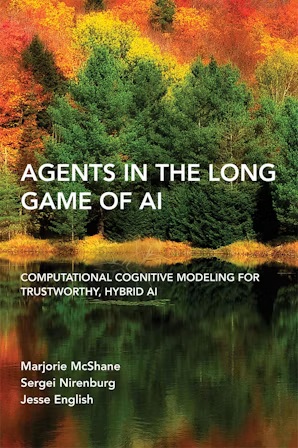 AGENTS IN THE LONG
GAME OF AI
COMPUTATIONAL COGNITIVE MODELING FOR
TRUSTWORTHY, HYBRID AI
Marjorie McShane
Sergei Nirenburg
Jesse English